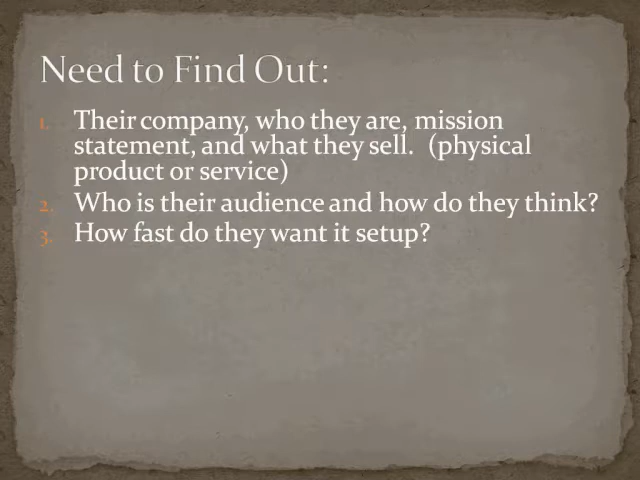 Need to Find Out:
1. Their company, who they are, mission
statement, and what they sell.  (physical
product or service)
2. Who is their audience and how do they think?
3. How fast do they want it setup?